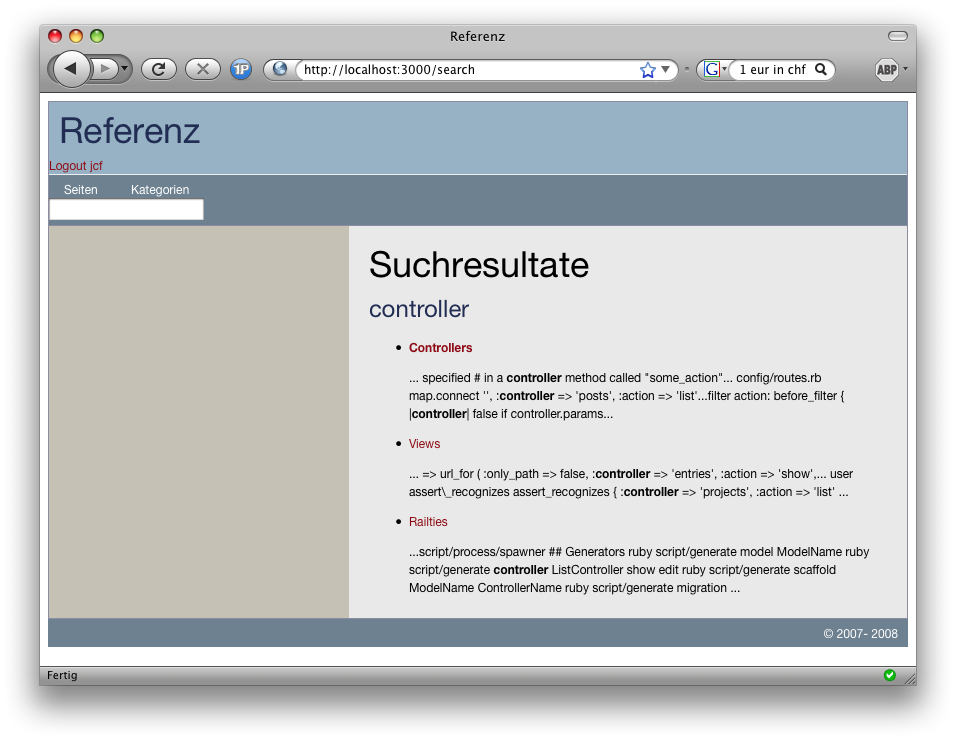 Referenz
1P
http://localhost:3000/search
G
1 eur in chf
ABP
Referenz
Logout jcf
Seiten Kategorien
Suchresultate
controller
• Controllers
... specified # in a controller method called "some_action"... config/routes.rb
map.connect '', :controller => 'posts', :action => 'list'...filter action: before_filter {
|controller| false if controller.params...
• Views
... => url_for ( :only_path => false, :controller => 'entries', :action => 'show',... user
assert\_recognizes assert_recognizes { :controller => 'projects', :action => 'list' ...
• Railties
...script/process/spawner ## Generators ruby script/generate model ModelName ruby
script/generate controller ListController show edit ruby script/generate scaffold
ModelName ControllerName ruby script/generate migration ...
© 2007- 2008
Fertig